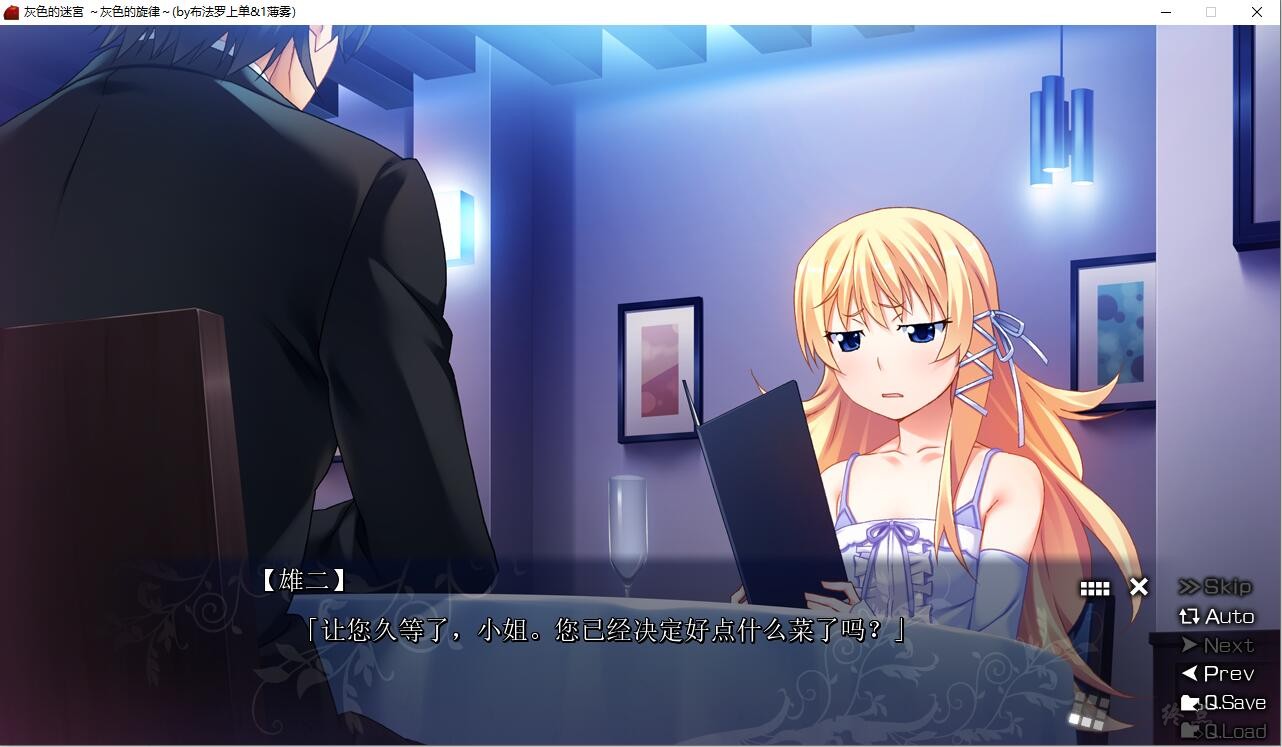 灰色的迷宫 ～灰色的旋律～(by布法罗上单&1薄雾)
【雄二】
「让您久等了，小姐。您已经决定好点什么菜了吗？」
Skip
Auto
Next
Prev
Q.Save
Q.Load